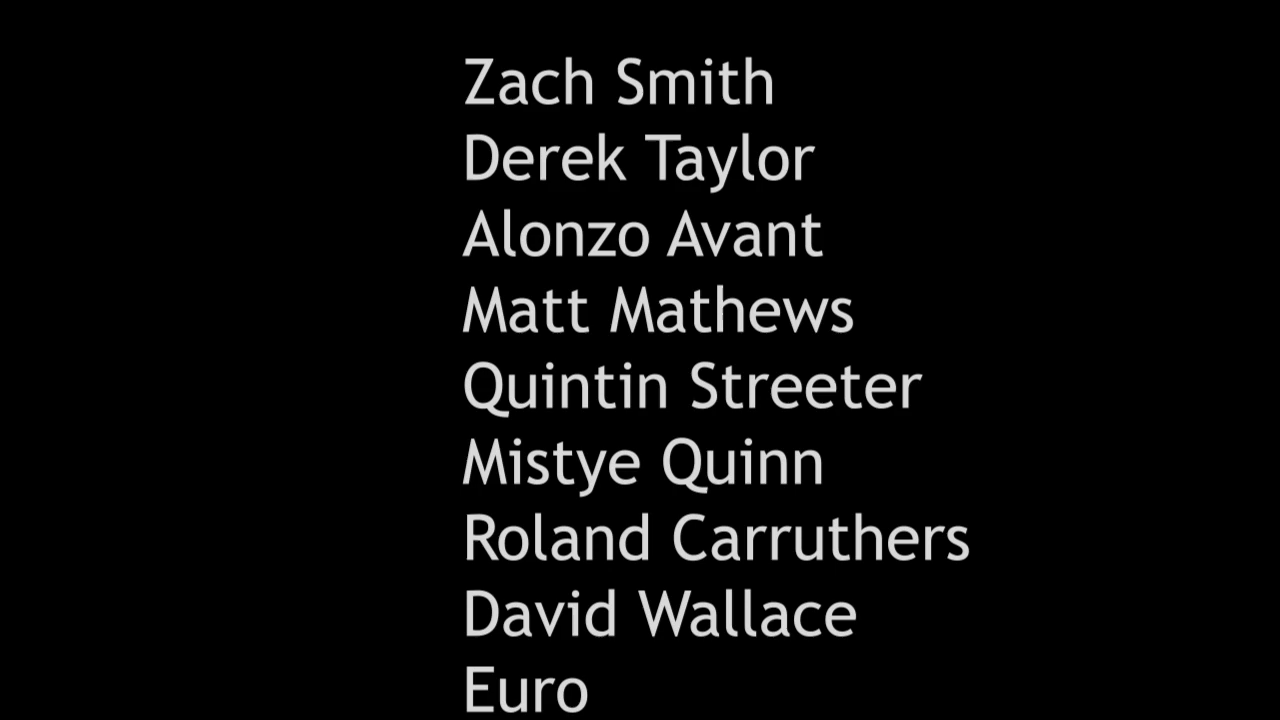 Zach Smith
Derek Taylor
Alonzo Avant
Matt Mathews
Quintin Streeter
Mistye Quinn
Roland Carruthers
David Wallace
Euro